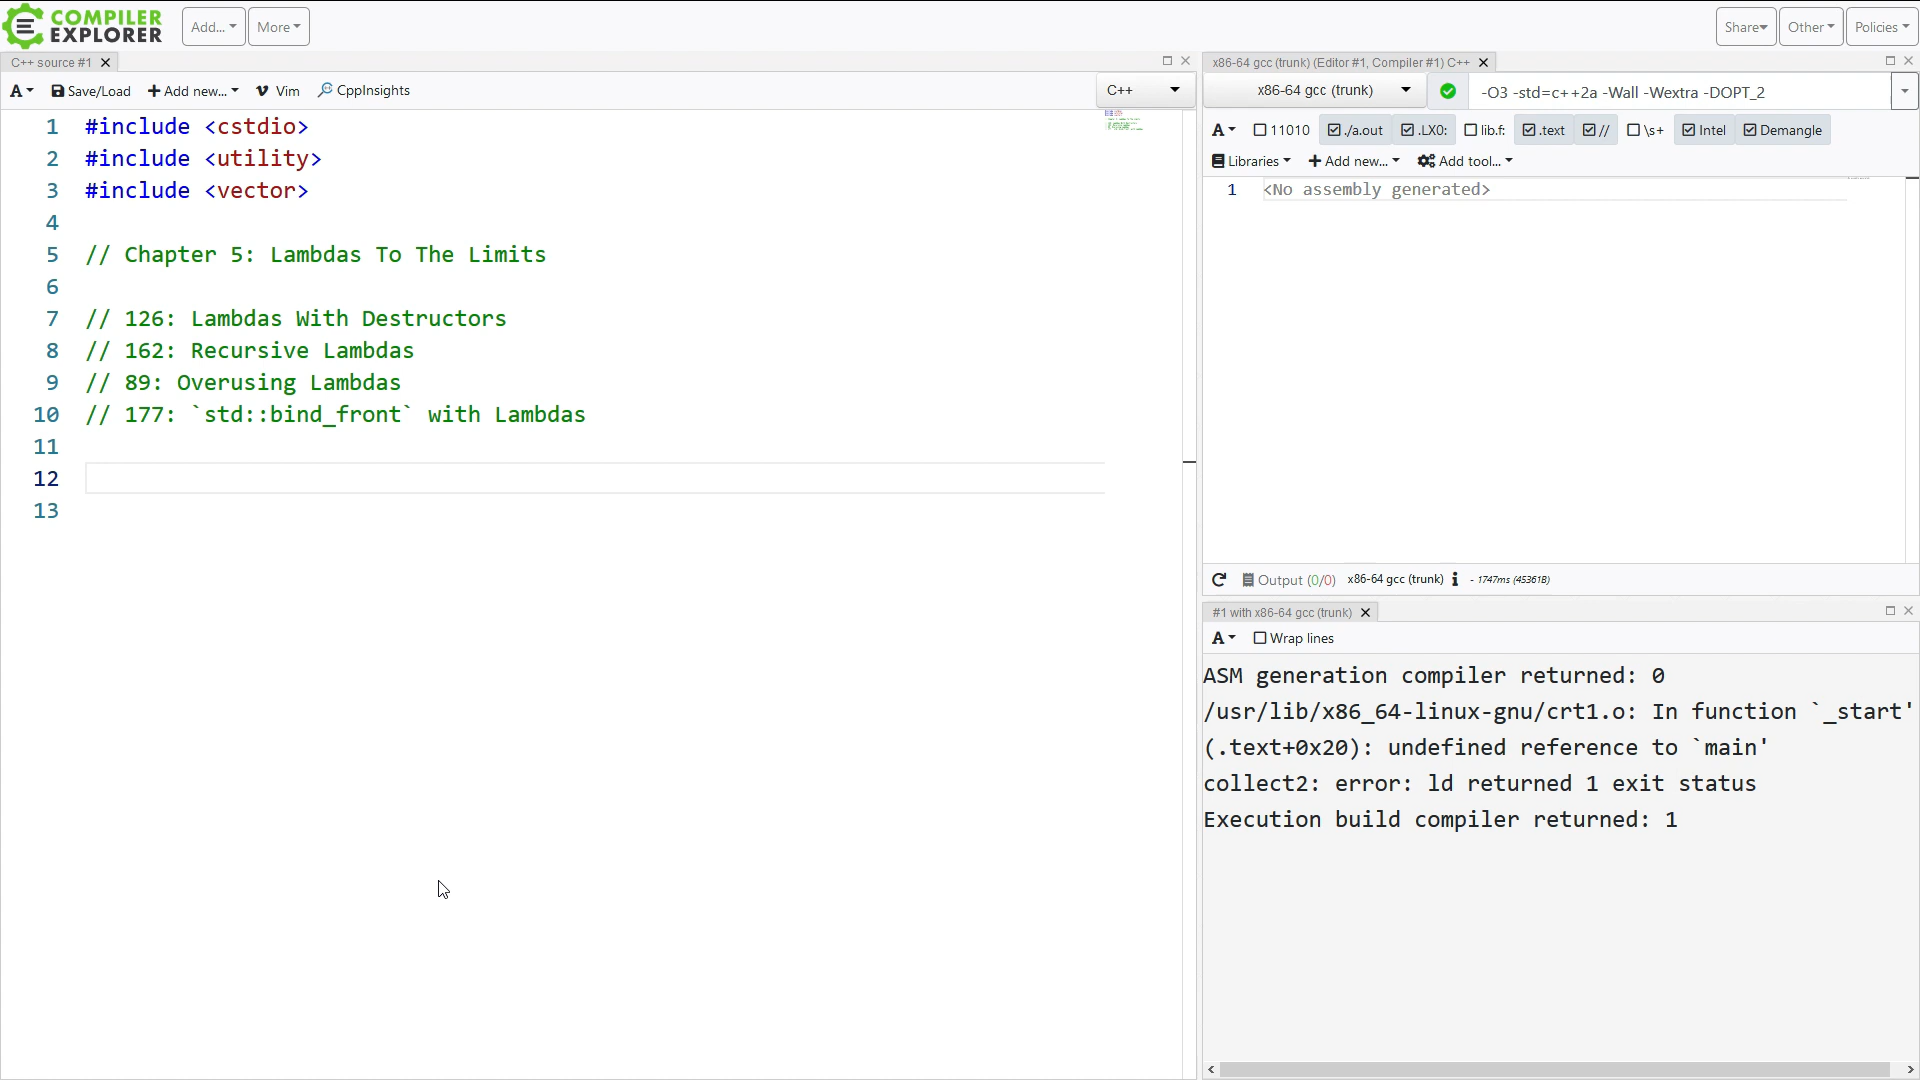 COMPILER
EXPLORER
Add...
More
Share
Other
Policies
C++ source #1
A
Save/Load
Add new...
Vim
CppInsights
C++
1 #include <cstdio>
2 #include <utility>
3 #include <vector>
4
5 // Chapter 5: Lambdas To The Limits
6
7 // 126: Lambdas With Destructors
8 // 162: Recursive Lambdas
9 // 89: Overusing Lambdas
10 // 177: `std::bind_front` with Lambdas
11
12
13
x86-64 gcc (trunk) (Editor #1, Compiler #1) C++
x86-64 gcc (trunk)
-O3 -std=c++2a -Wall -Wextra -DOPT_2
A
11010
./a.out
.LX0:
lib.f:
.text
//
\s+
Intel
Demangle
Libraries
Add new...
Add tool...
1 <No assembly generated>
Output (0/0) x86-64 gcc (trunk) i - 1747ms (45361B)
#1 with x86-64 gcc (trunk)
A
Wrap lines
ASM generation compiler returned: 0
/usr/lib/x86_64-linux-gnu/crt1.o: In function `_start'
(.text+0x20): undefined reference to `main'
collect2: error: ld returned 1 exit status
Execution build compiler returned: 1